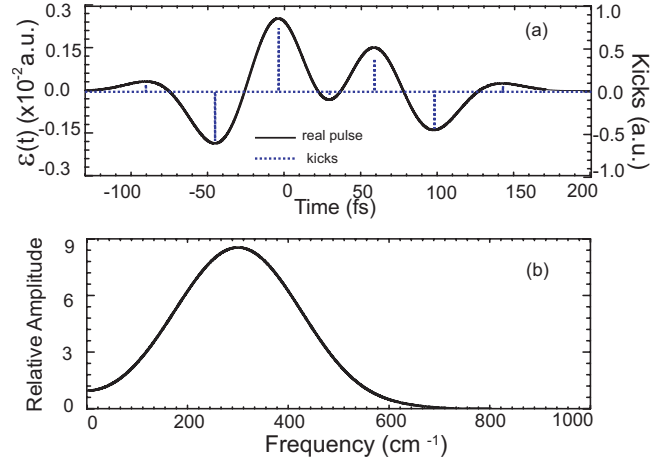 0.3
0.15
0.0
-0.15
-0.3
ε(t) (x10⁻² a.u.)
(a)
real pulse
kicks
1.0
0.5
0.0
-0.5
-1.0
Kicks (a.u.)
-100 -50 0 50 100 150 200
Time (fs)
9
6
3
0
Relative Amplitude
(b)
0 200 400 600 800 1000
Frequency (cm ⁻¹)